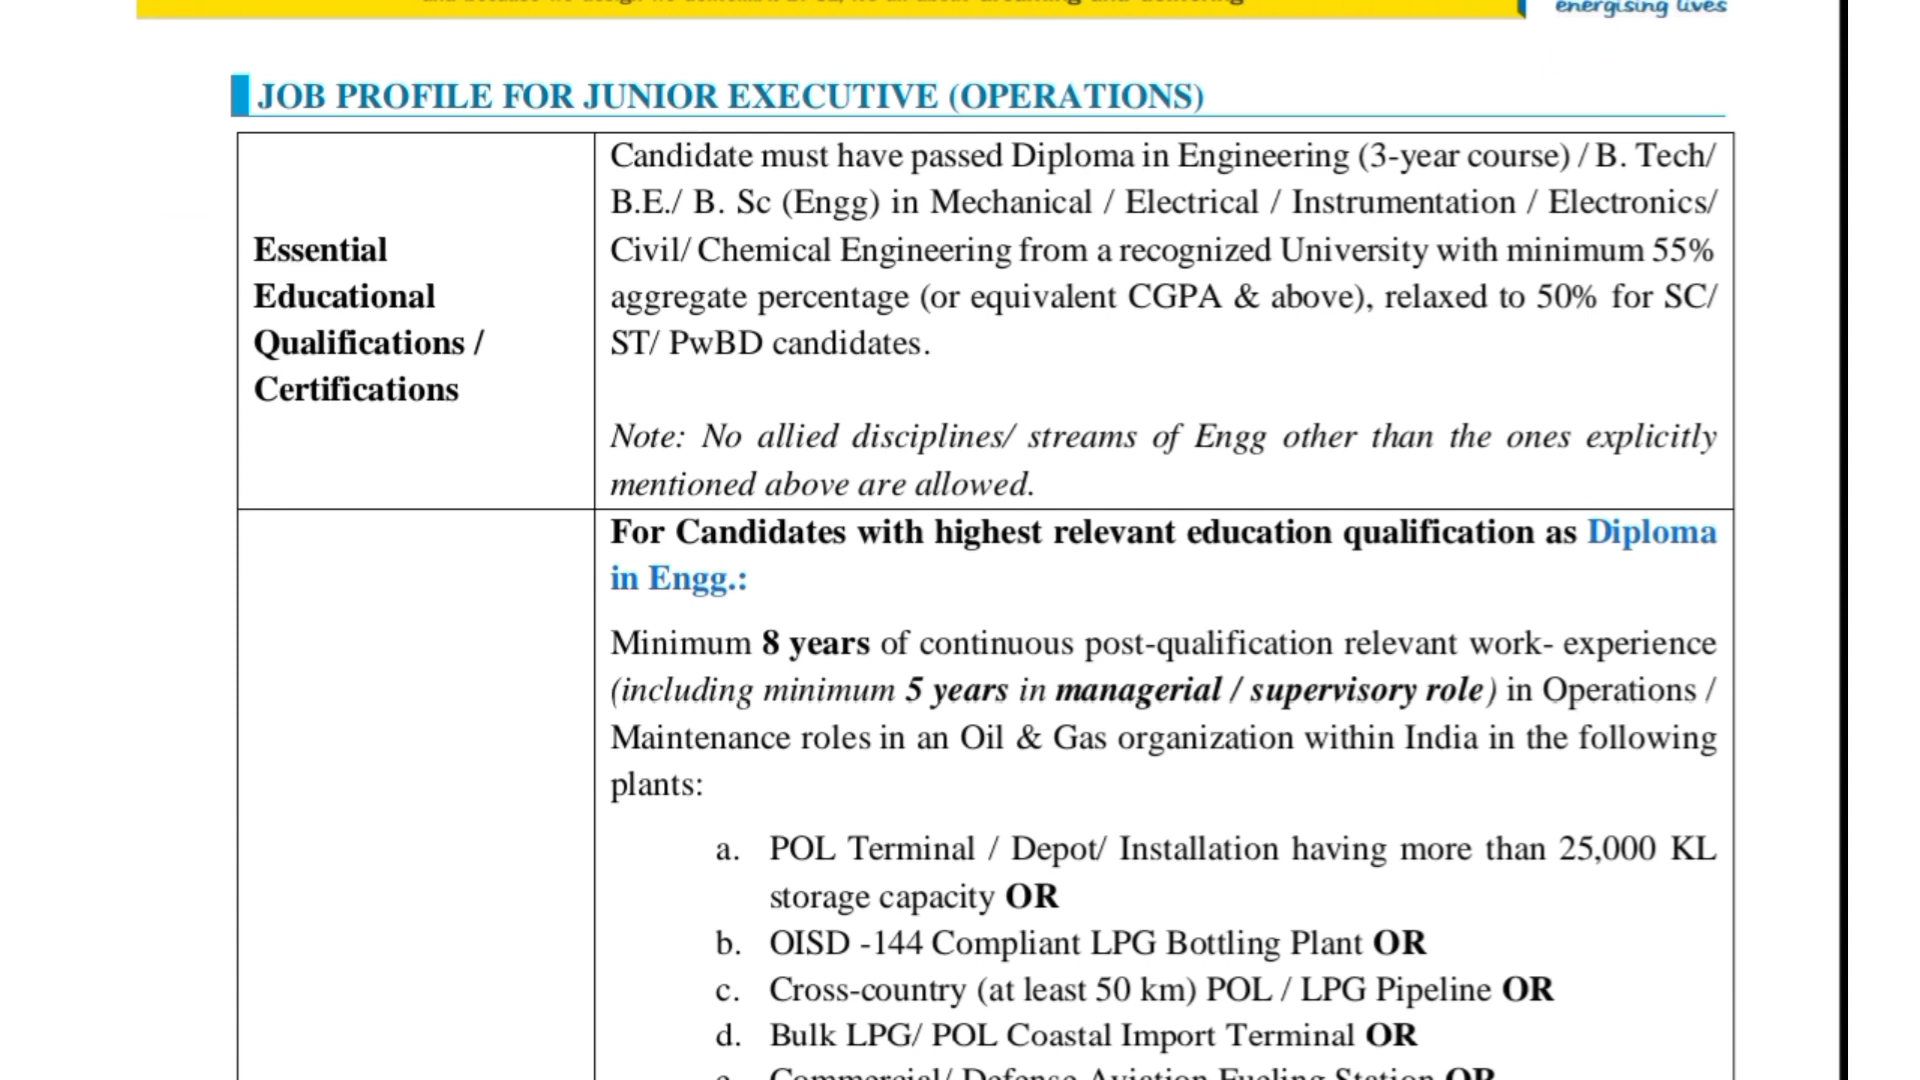 energising lives
JOB PROFILE FOR JUNIOR EXECUTIVE (OPERATIONS)
Essential
Educational
Qualifications /
Certifications
Candidate must have passed Diploma in Engineering (3-year course) / B. Tech/
B.E./ B. Sc (Engg) in Mechanical / Electrical / Instrumentation / Electronics/
Civil/ Chemical Engineering from a recognized University with minimum 55%
aggregate percentage (or equivalent CGPA & above), relaxed to 50% for SC/
ST/ PwBD candidates.
Note: No allied disciplines/ streams of Engg other than the ones explicitly
mentioned above are allowed.
For Candidates with highest relevant education qualification as Diploma
in Engg.:
Minimum 8 years of continuous post-qualification relevant work- experience
(including minimum 5 years in managerial / supervisory role) in Operations /
Maintenance roles in an Oil & Gas organization within India in the following
plants:
a. POL Terminal / Depot/ Installation having more than 25,000 KL
storage capacity OR
b. OISD -144 Compliant LPG Bottling Plant OR
c. Cross-country (at least 50 km) POL / LPG Pipeline OR
d. Bulk LPG/ POL Coastal Import Terminal OR
e. Commercial/ Defense Aviation Fueling Station OR